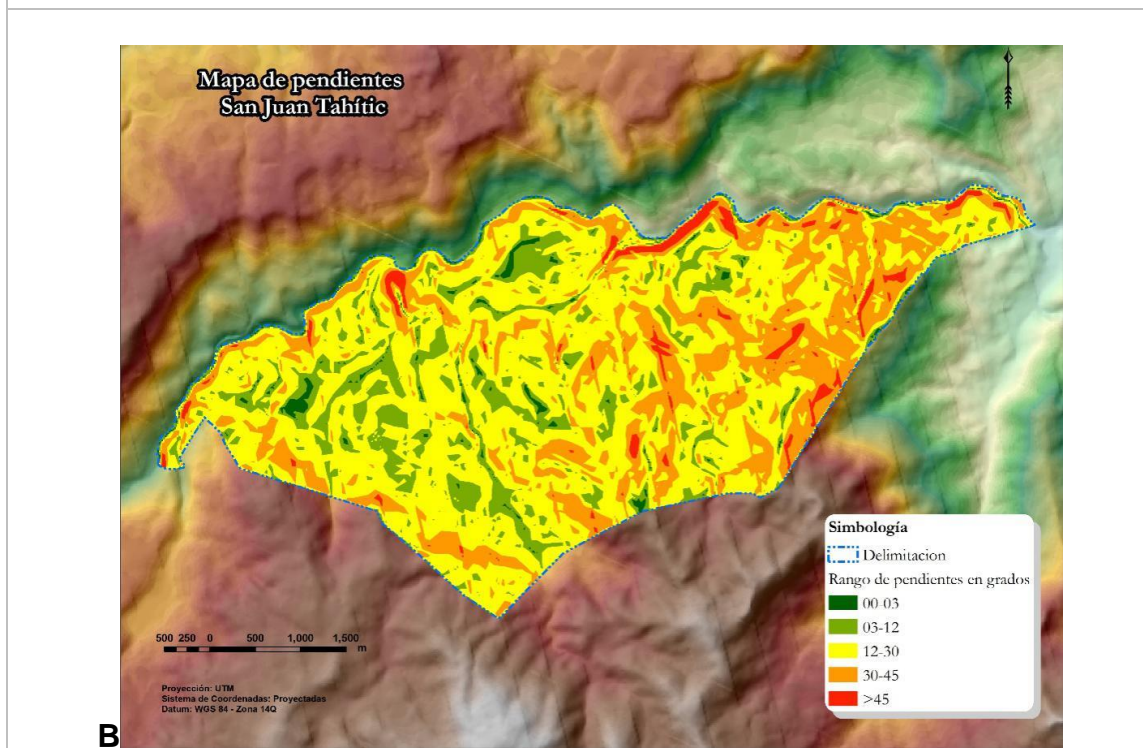 Mapa de pendientes
San Juan Tahític
Simbología
Delimitacion
Rango de pendientes en grados
00-03
03-12
12-30
30-45
>45
500 250 0 500 1,000 1,500
m
Proyección: UTM
Sistema de Coordenadas: Proyectadas
Datum: WGS 84 - Zona 14Q
B